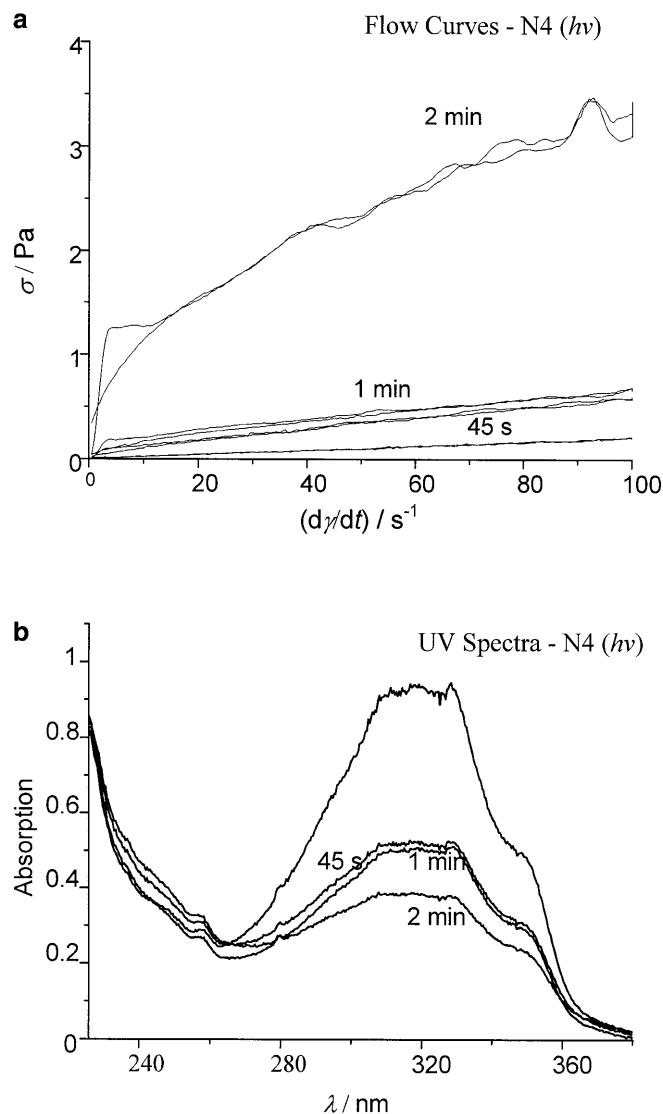 a
Flow Curves - N4 (hν)
4
3
2
1
0
σ / Pa
2 min
1 min
45 s
0
20
40
60
80
100
(dγ/dt) / s⁻¹
b
UV Spectra - N4 (hν)
1
0.8
0.6
0.4
0.2
0
Absorption
45 s
1 min
2 min
240
280
320
360
λ / nm